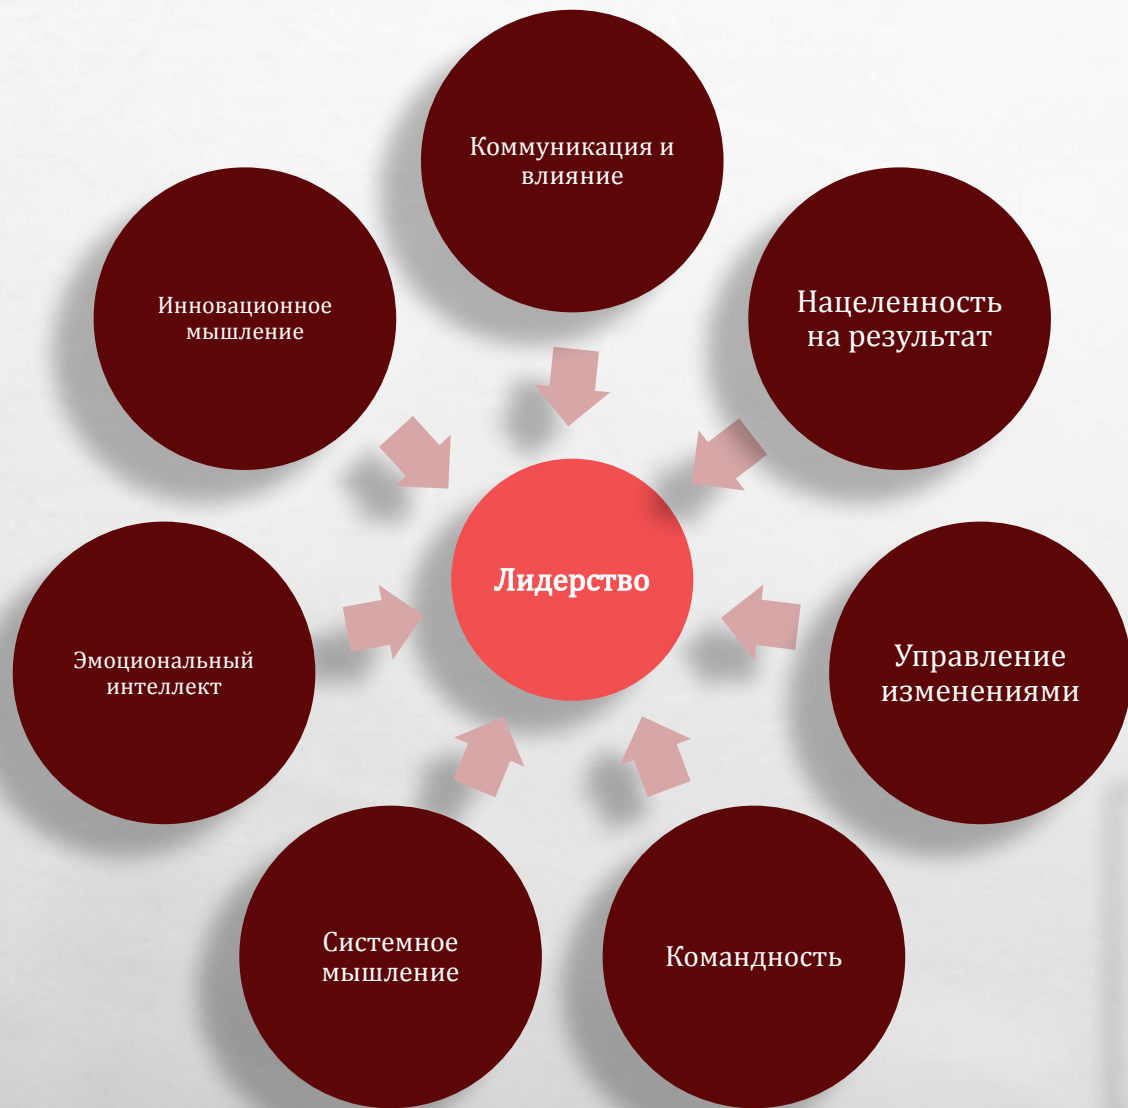 Коммуникация и
влияние
Нацеленность
на результат
Управление
изменениями
Командность
Системное
мышление
Эмоциональный
интеллект
Инновационное
мышление
Лидерство